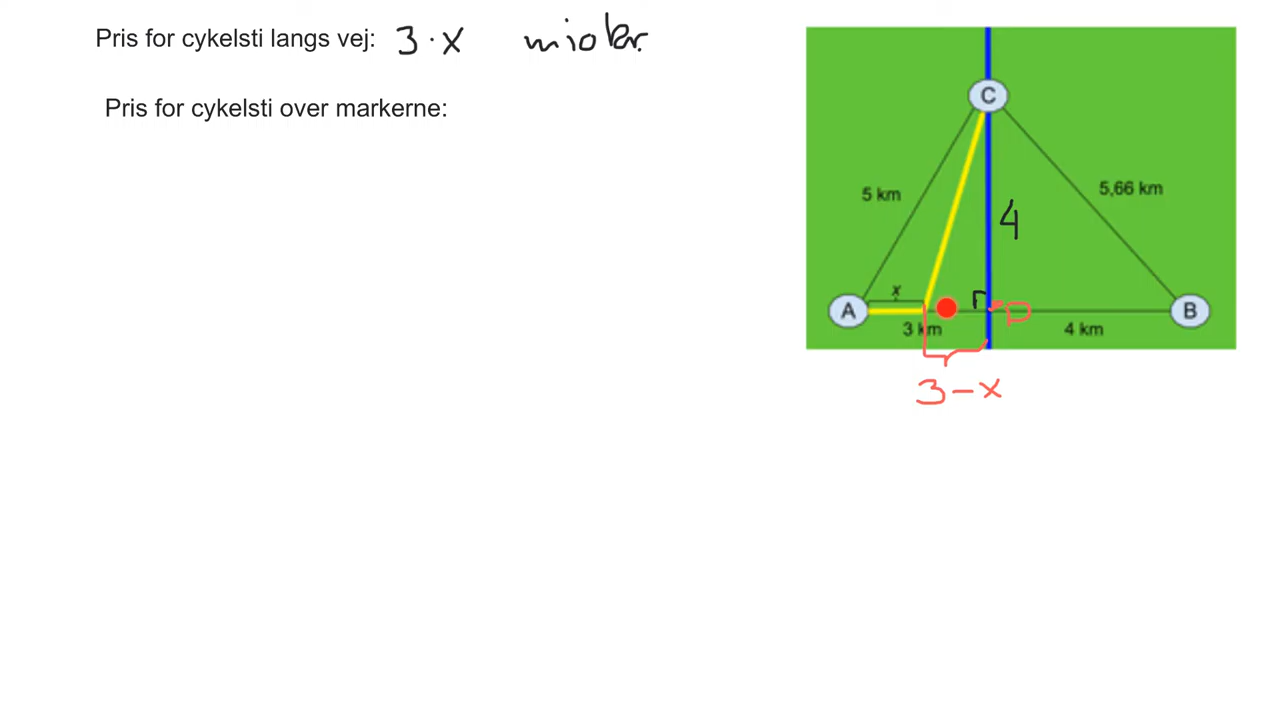 Pris for cykelsti langs vej: 3 · x mio kr.
Pris for cykelsti over markerne:
C
5 km
5,66 km
4
x
A
D
B
3 km
4 km
3 - x